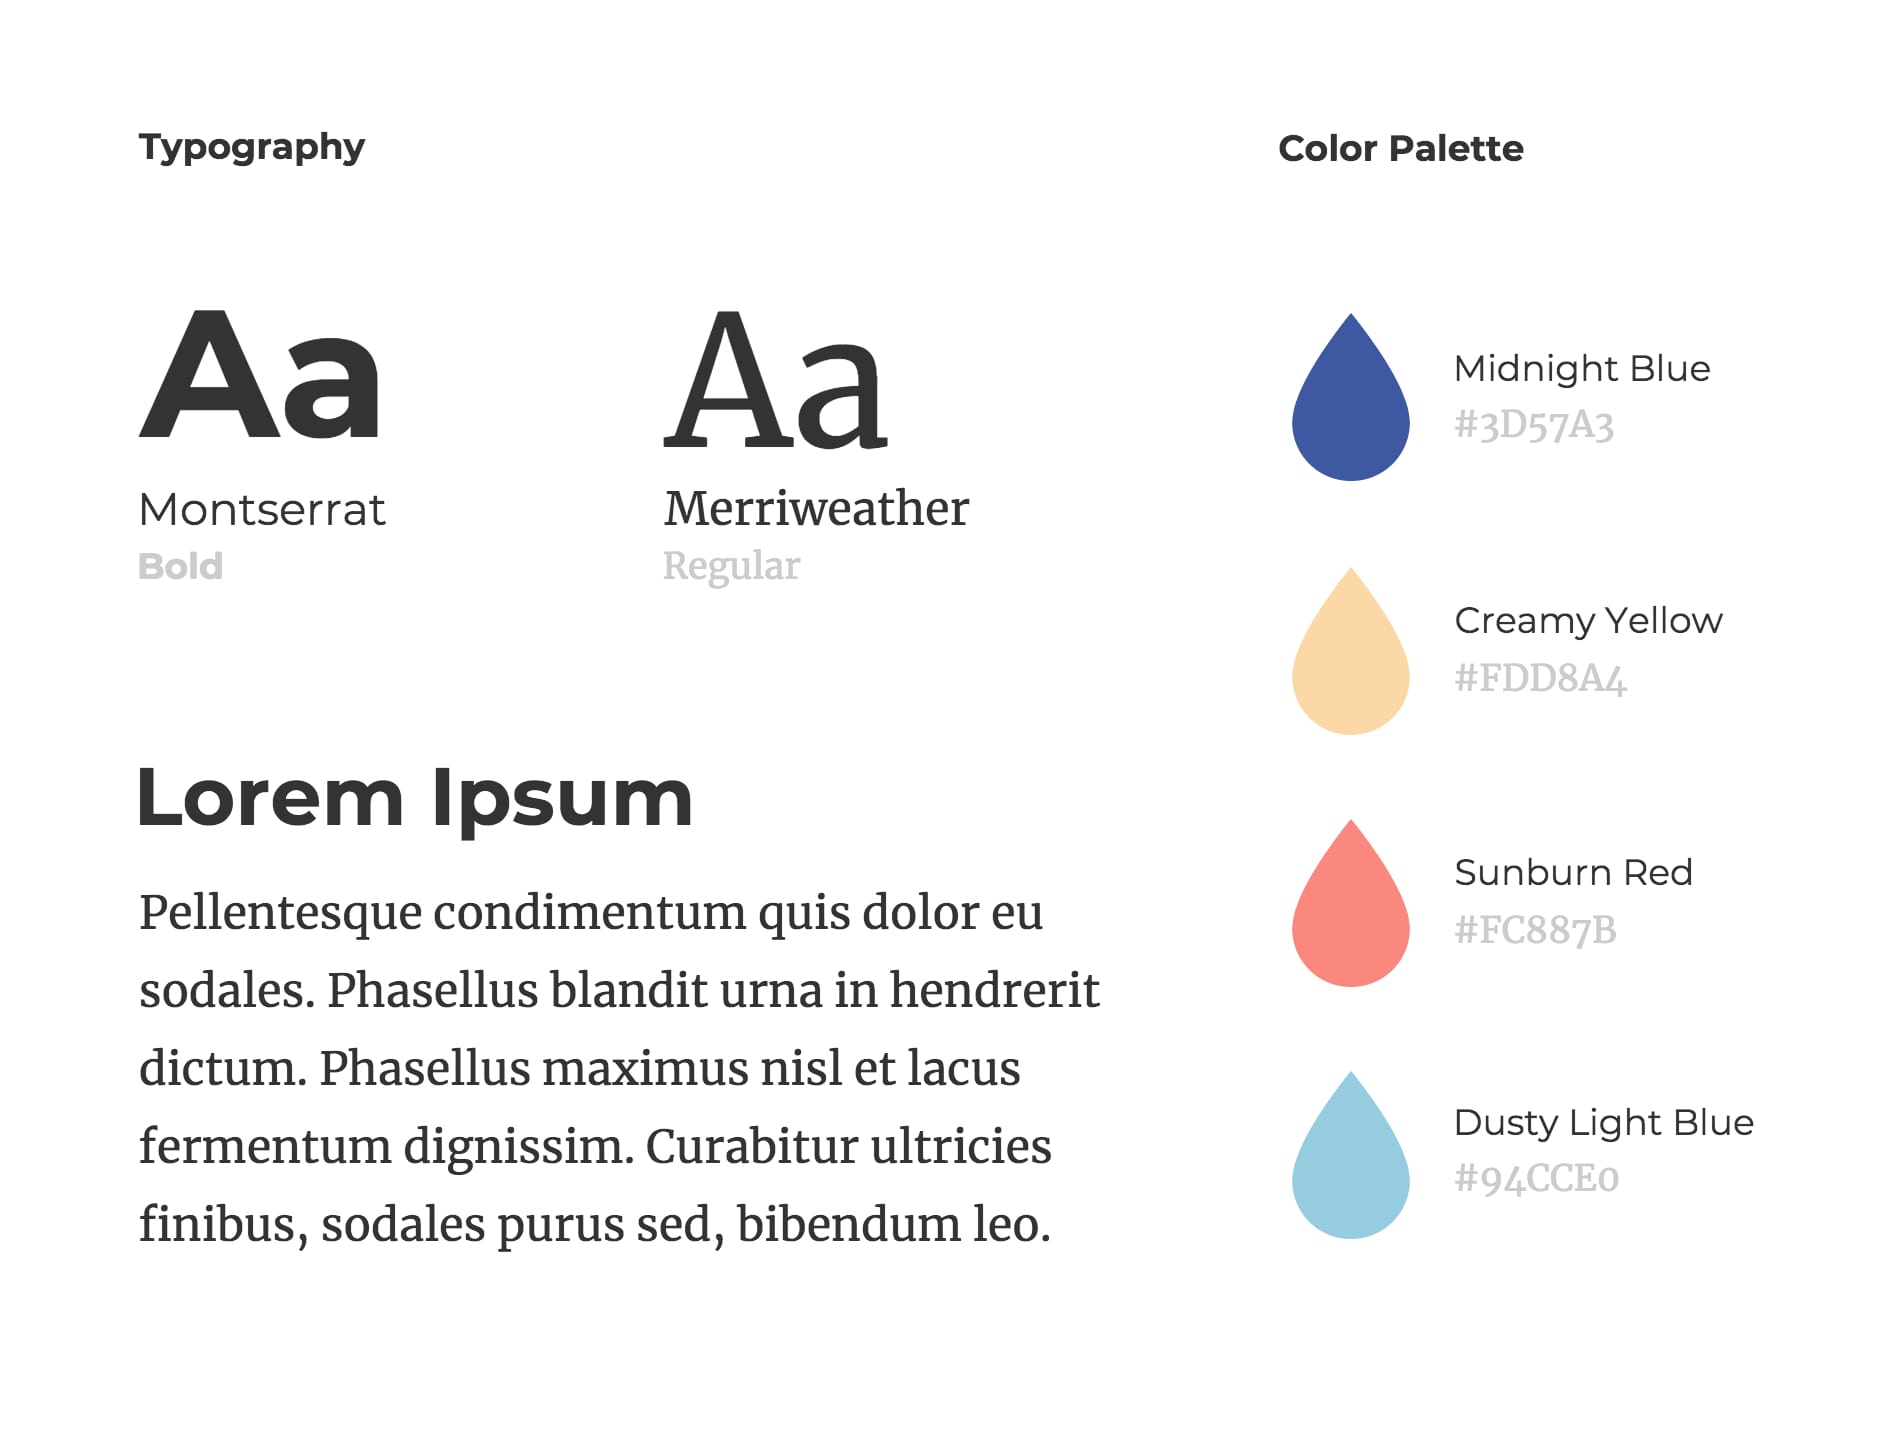 Typography
Aa
Montserrat
Bold
Aa
Merriweather
Regular
Lorem Ipsum
Pellentesque condimentum quis dolor eu
sodales. Phasellus blandit urna in hendrerit
dictum. Phasellus maximus nisl et lacus
fermentum dignissim. Curabitur ultricies
finibus, sodales purus sed, bibendum leo.
Color Palette
Midnight Blue
#3D57A3
Creamy Yellow
#FDD8A4
Sunburn Red
#FC887B
Dusty Light Blue
#94CCE0